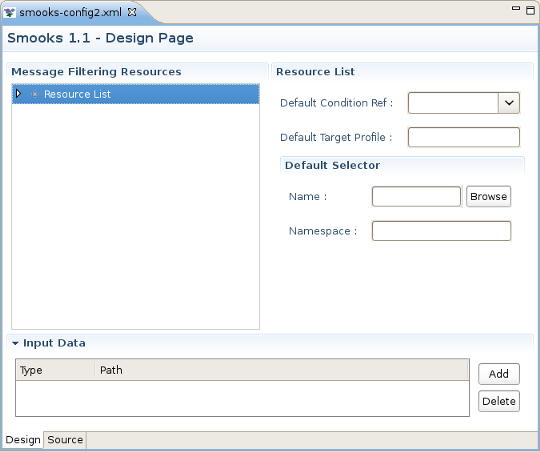 smooks-config2.xml
Smooks 1.1 - Design Page
Message Filtering Resources
Resource List
Resource List
Default Condition Ref :
Default Target Profile :
Default Selector
Name :
Browse
Namespace :
Input Data
Type Path
Add
Delete
Design Source